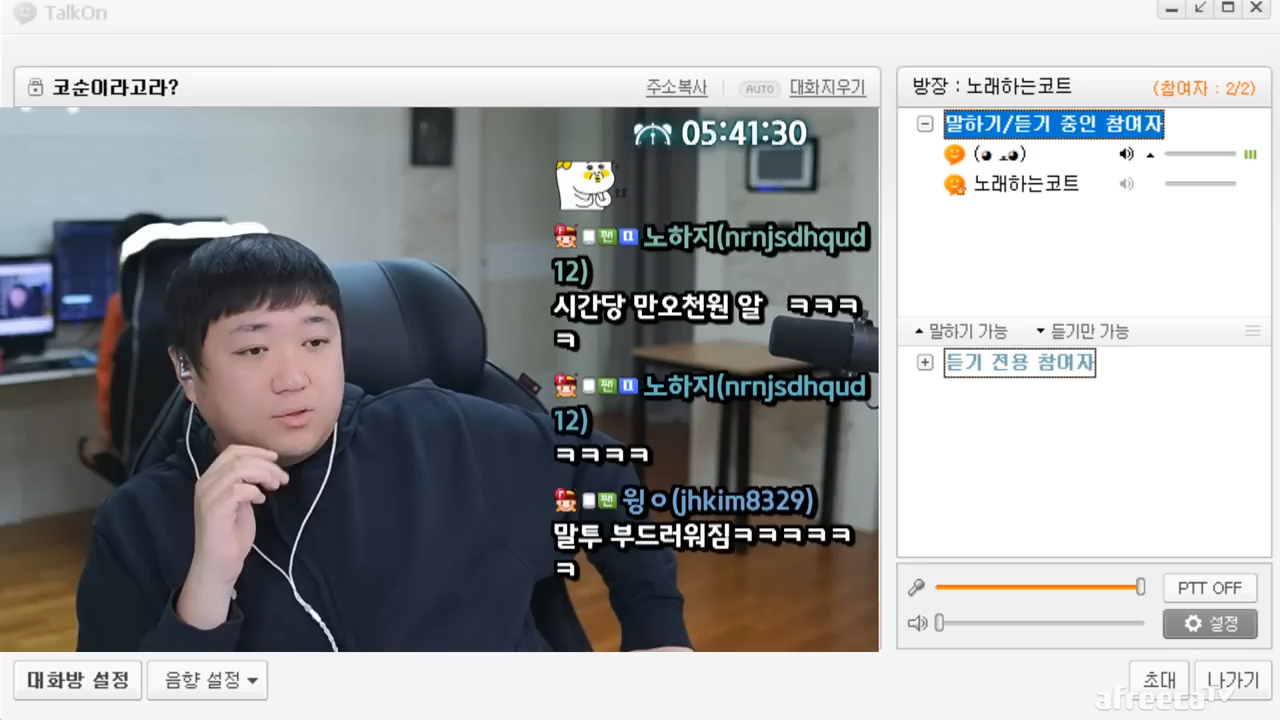 TalkOn
코순이라고라?
주소복사
AUTO
대화지우기
방장 : 노래하는코트
(참여자 : 2/2)
05:41:30
말하기/듣기 중인 참여자
노래하는코트
노하지(nrnjsdhqud
12)
시간당 만오천원 알 ㅋㅋㅋ
ㅋ
노하지(nrnjsdhqud
12)
ㅋㅋㅋㅋ
윙ㅇ(jhkim8329)
말투 부드러워짐ㅋㅋㅋㅋㅋ
ㅋ
말하기 가능
듣기만 가능
듣기 전용 참여자
PTT OFF
설정
대화방 설정
음향 설정
초대
나가기
afreecaTV